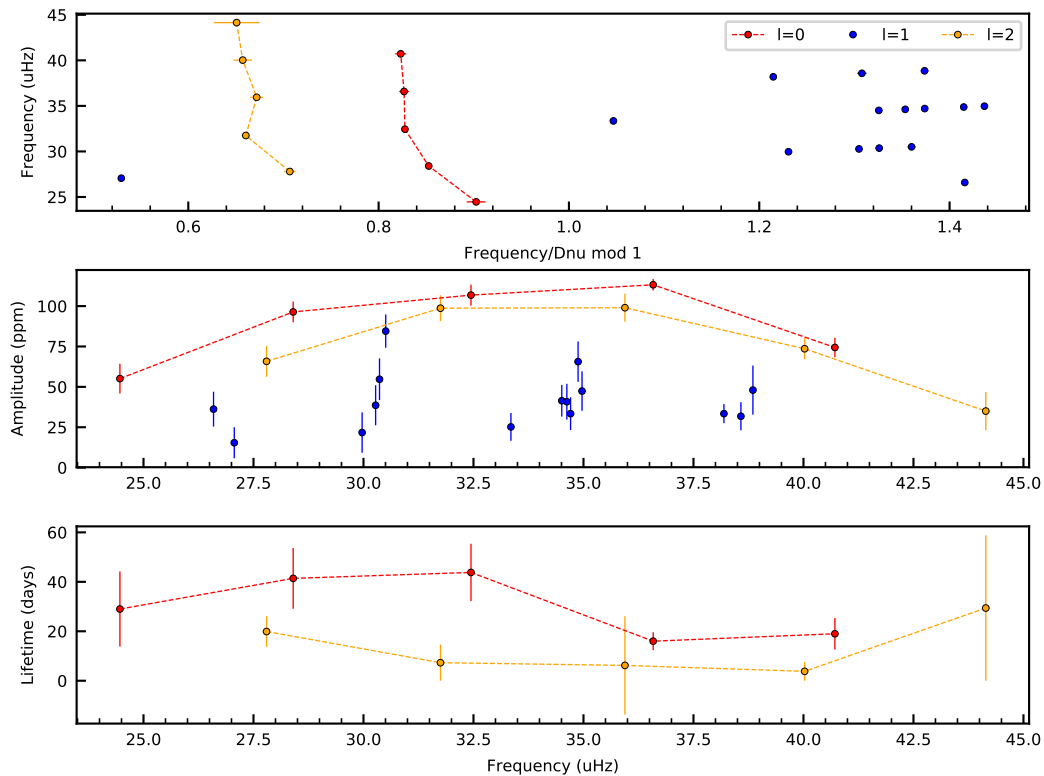 45
40
35
30
25
Frequency (uHz)
l=0 l=1 l=2
0.6 0.8 1.0 1.2 1.4
Frequency/Dnu mod 1
100
75
50
25
0
Amplitude (ppm)
25.0 27.5 30.0 32.5 35.0 37.5 40.0 42.5 45.0
60
40
20
0
Lifetime (days)
25.0 27.5 30.0 32.5 35.0 37.5 40.0 42.5 45.0
Frequency (uHz)